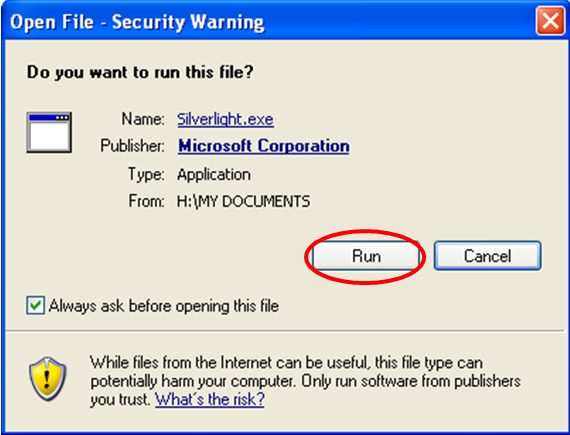 Open File - Security Warning
Do you want to run this file?
Name: Silverlight.exe
Publisher: Microsoft Corporation
Type: Application
From: H:\MY DOCUMENTS
Run Cancel
Always ask before opening this file
While files from the Internet can be useful, this file type can
potentially harm your computer. Only run software from publishers
you trust. What's the risk?